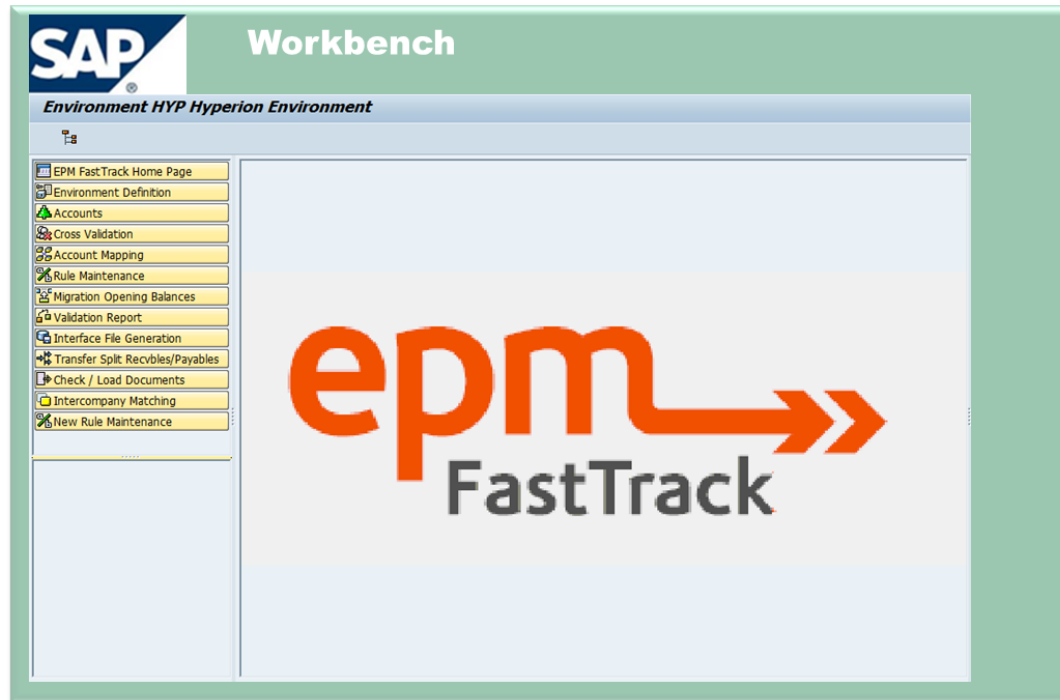 SAP
®
Workbench
Environment HYP Hyperion Environment
EPM FastTrack Home Page
Environment Definition
Accounts
Cross Validation
Account Mapping
Rule Maintenance
Migration Opening Balances
Validation Report
Interface File Generation
Transfer Split Recvbles/Payables
Check / Load Documents
Intercompany Matching
New Rule Maintenance
epm
FastTrack